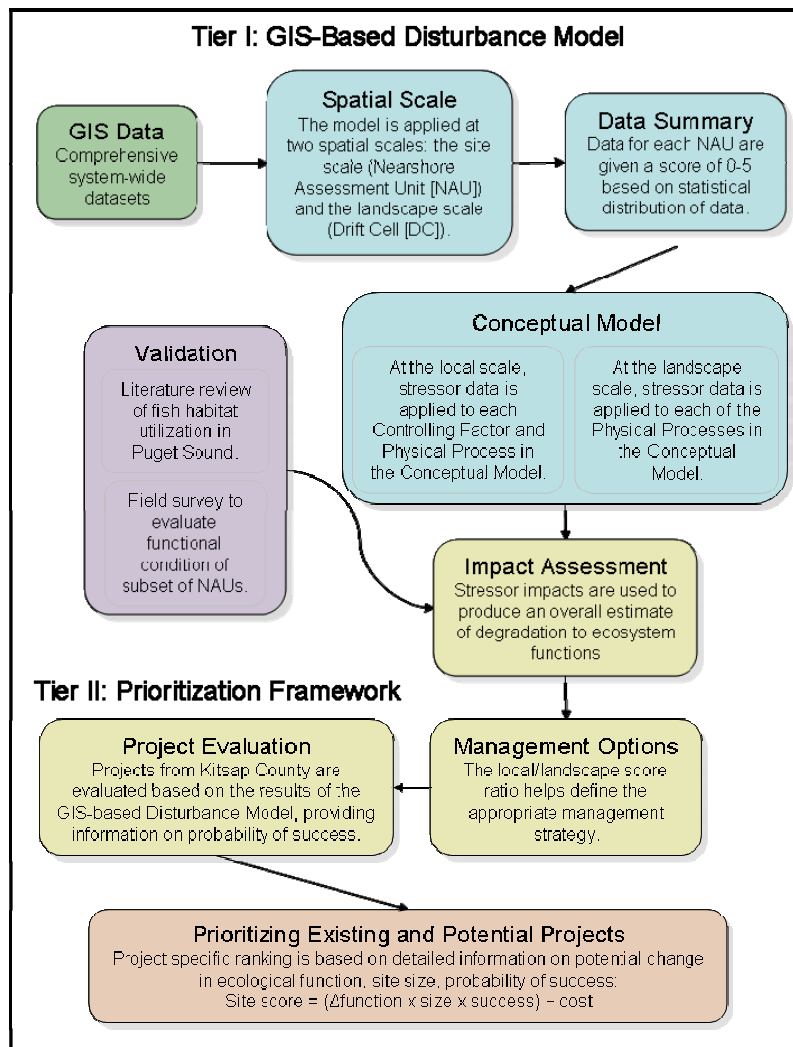 Tier I: GIS-Based Disturbance Model
GIS Data
Comprehensive
system-wide
datasets
Spatial Scale
The model is applied at
two spatial scales: the site
scale (Nearshore
Assessment Unit [NAU])
and the landscape scale
(Drift Cell [DC]).
Data Summary
Data for each NAU are
given a score of 0-5
based on statistical
distribution of data.
Conceptual Model
At the local scale,
stressor data is
applied to each
Controlling Factor and
Physical Process in
the Conceptual Model.
At the landscape
scale, stressor data is
applied to each of the
Physical Processes in
the Conceptual
Model.
Validation
Literature review
of fish habitat
utilization in
Puget Sound.
Field survey to
evaluate
functional
condition of
subset of NAUs.
Impact Assessment
Stressor impacts are used to
produce an overall estimate
of degradation to ecosystem
functions
Tier II: Prioritization Framework
Management Options
The local/landscape score
ratio helps define the
appropriate management
strategy.
Project Evaluation
Projects from Kitsap County are
evaluated based on the results of the
GIS-based Disturbance Model, providing
information on probability of success.
Prioritizing Existing and Potential Projects
Project specific ranking is based on detailed information on potential change
in ecological function, site size, probability of success:
Site score = (Δfunction x size x success) – cost